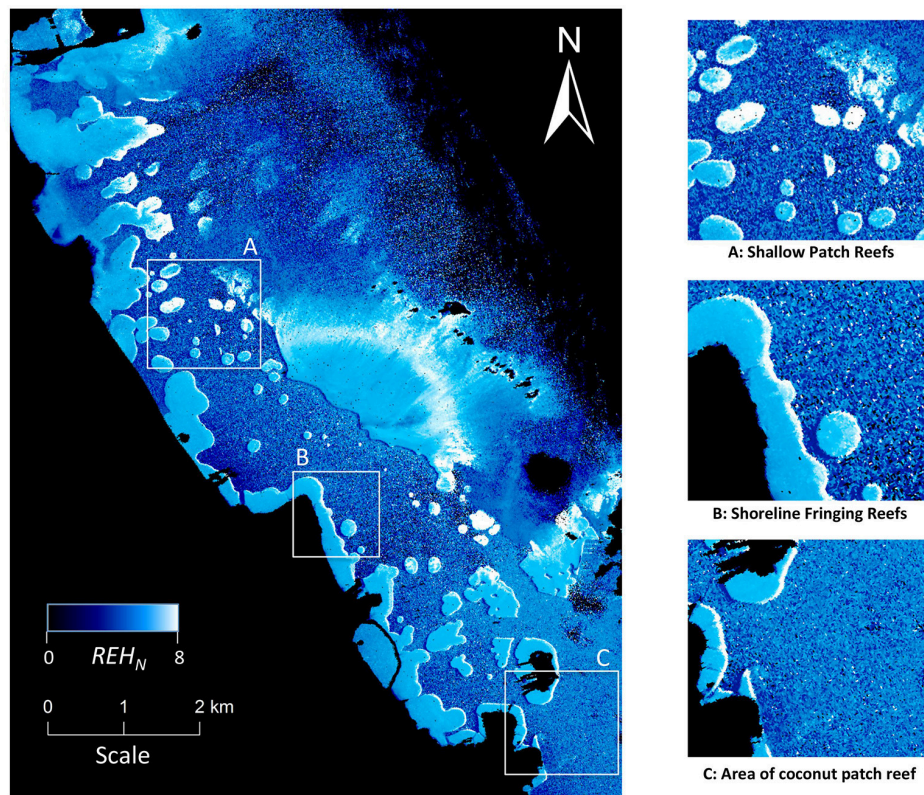 N
A
B
C
0 REH_N 8
0 1 2 km
Scale
A: Shallow Patch Reefs
B: Shoreline Fringing Reefs
C: Area of coconut patch reef